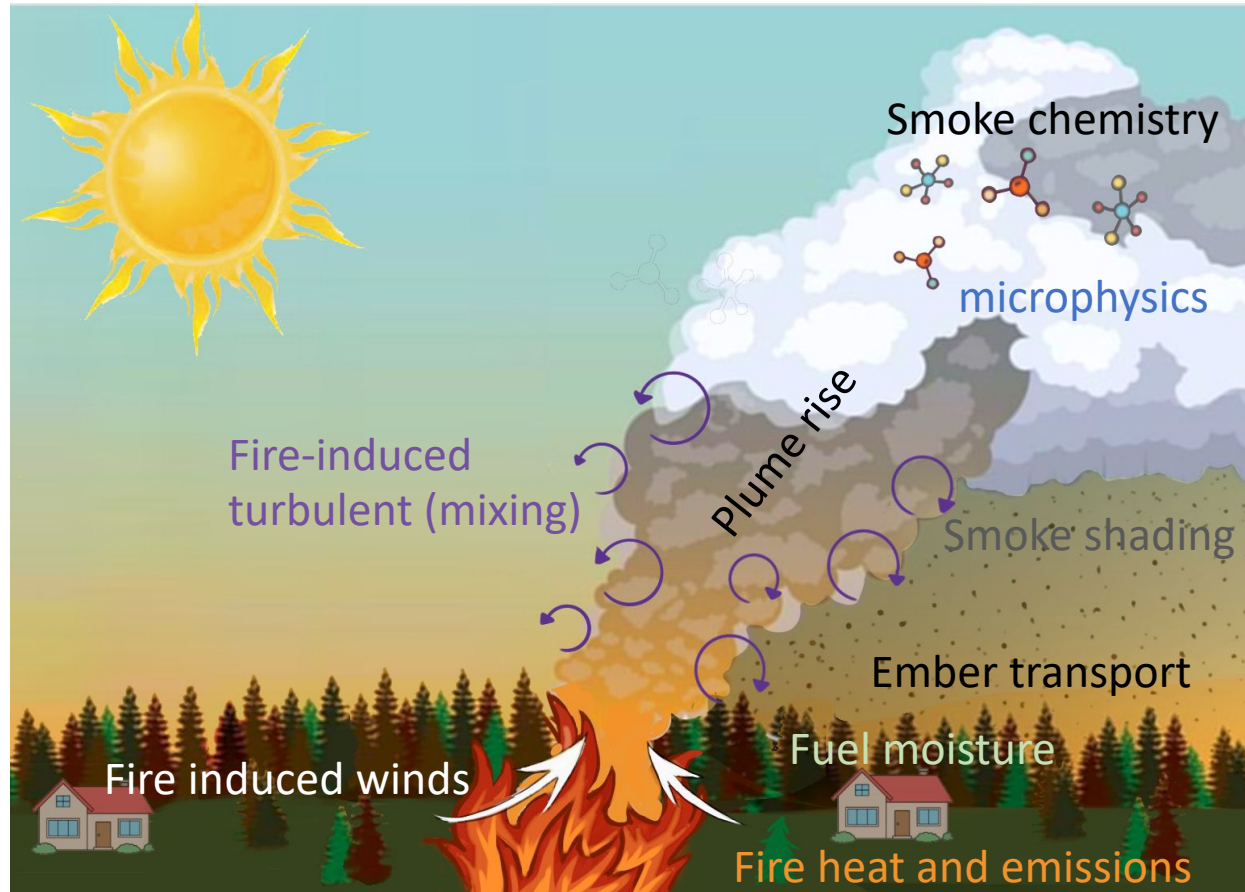 Smoke chemistry
microphysics
Plume rise
Fire-induced
turbulent (mixing)
Smoke shading
Ember transport
Fuel moisture
Fire induced winds
Fire heat and emissions